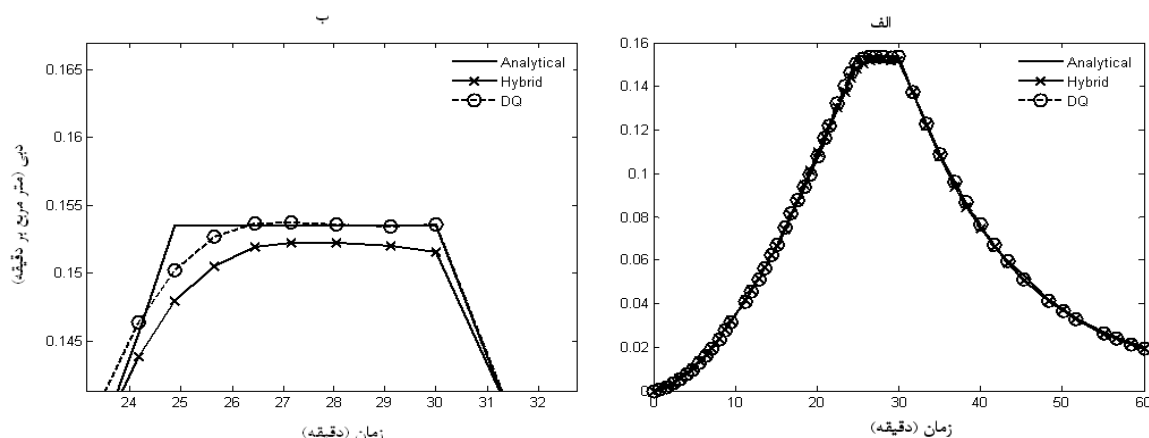 ب
0.165
0.16
0.155
0.15
0.145
Analytical
Hybrid
DQ
24 25 26 27 28 29 30 31 32
دبی (متر مربع بر دقیقه)
زمان (دقیقه)
الف
0.16
0.14
0.12
0.1
0.08
0.06
0.04
0.02
0
Analytical
Hybrid
DQ
0 10 20 30 40 50 60
زمان (دقیقه)